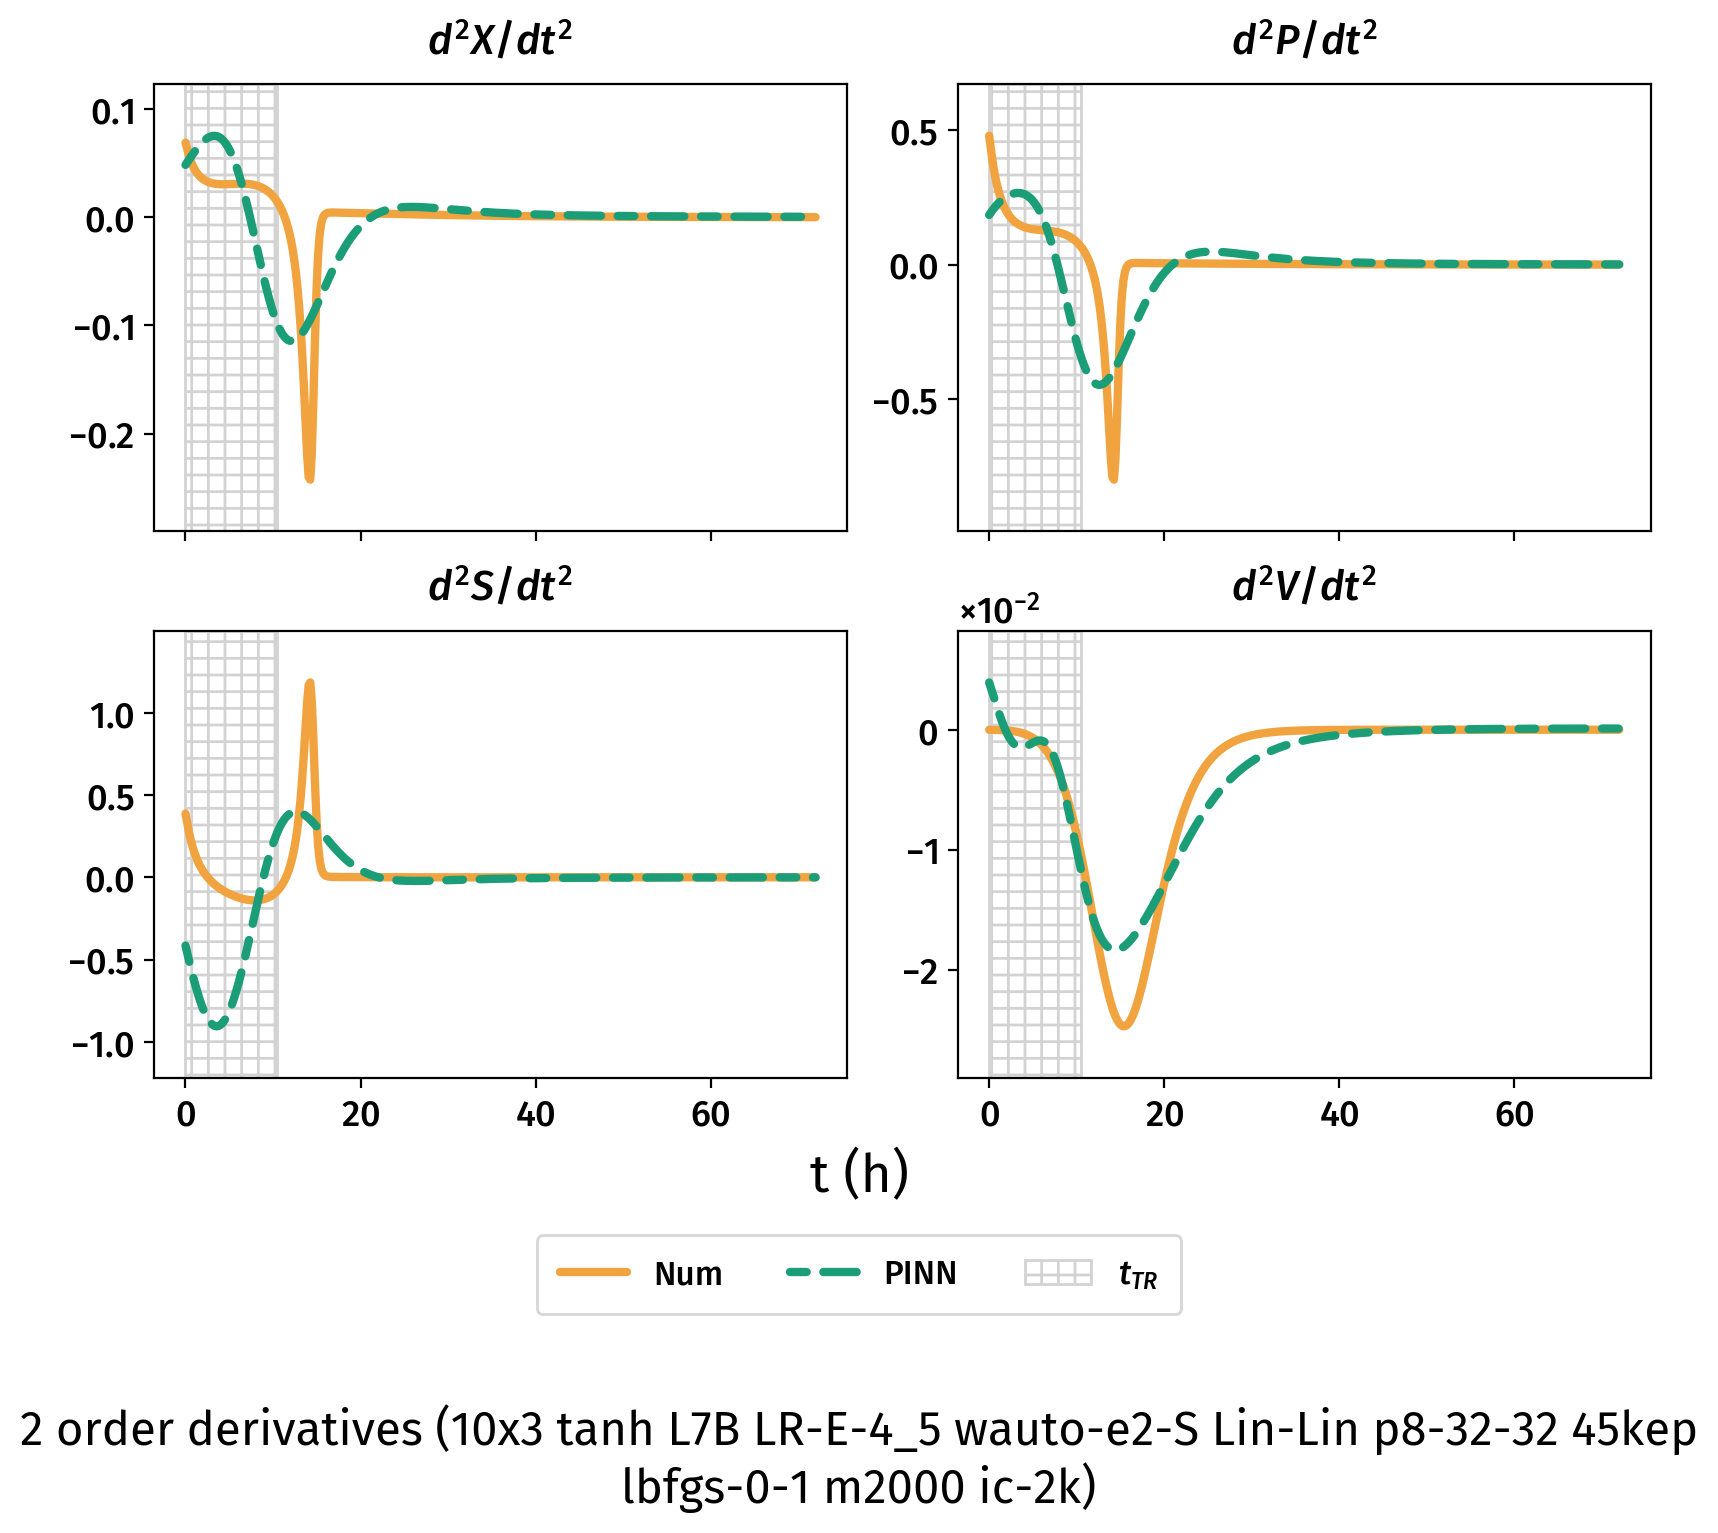 d²X/dt²
d²P/dt²
0.1
0.0
−0.1
−0.2
0.5
0.0
−0.5
d²S/dt²
d²V/dt²
×10⁻²
1.0
0.5
0.0
−0.5
−1.0
0
−1
−2
0 20 40 60
0 20 40 60
t (h)
Num PINN t_TR
2 order derivatives (10x3 tanh L7B LR-E-4_5 wauto-e2-S Lin-Lin p8-32-32 45kep
lbfgs-0-1 m2000 ic-2k)